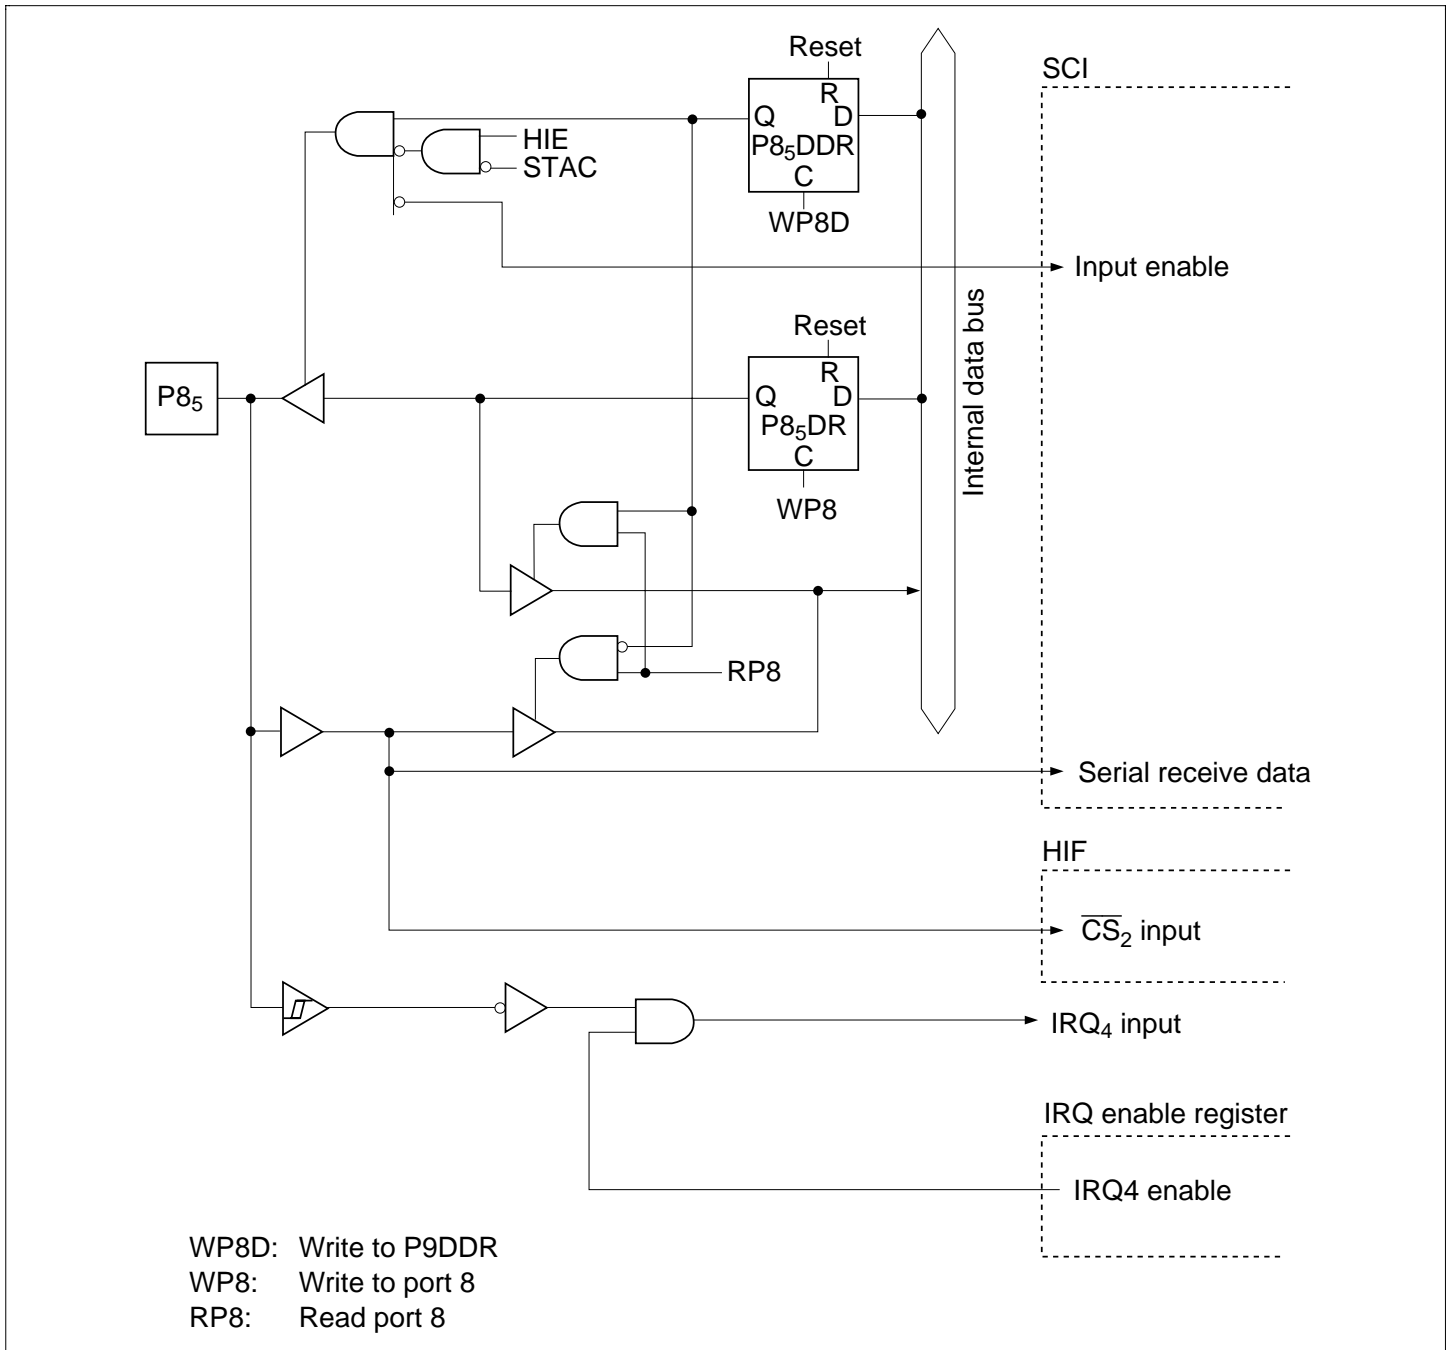 Reset
SCI
R
Q D
P8₅DDR
C
HIE
STAC
WP8D
Input enable
Internal data bus
Reset
R
Q D
P8₅DR
C
P8₅
WP8
RP8
Serial receive data
HIF
C̅S̅₂ input
IRQ₄ input
IRQ enable register
IRQ4 enable
WP8D: Write to P9DDR
WP8: Write to port 8
RP8: Read port 8